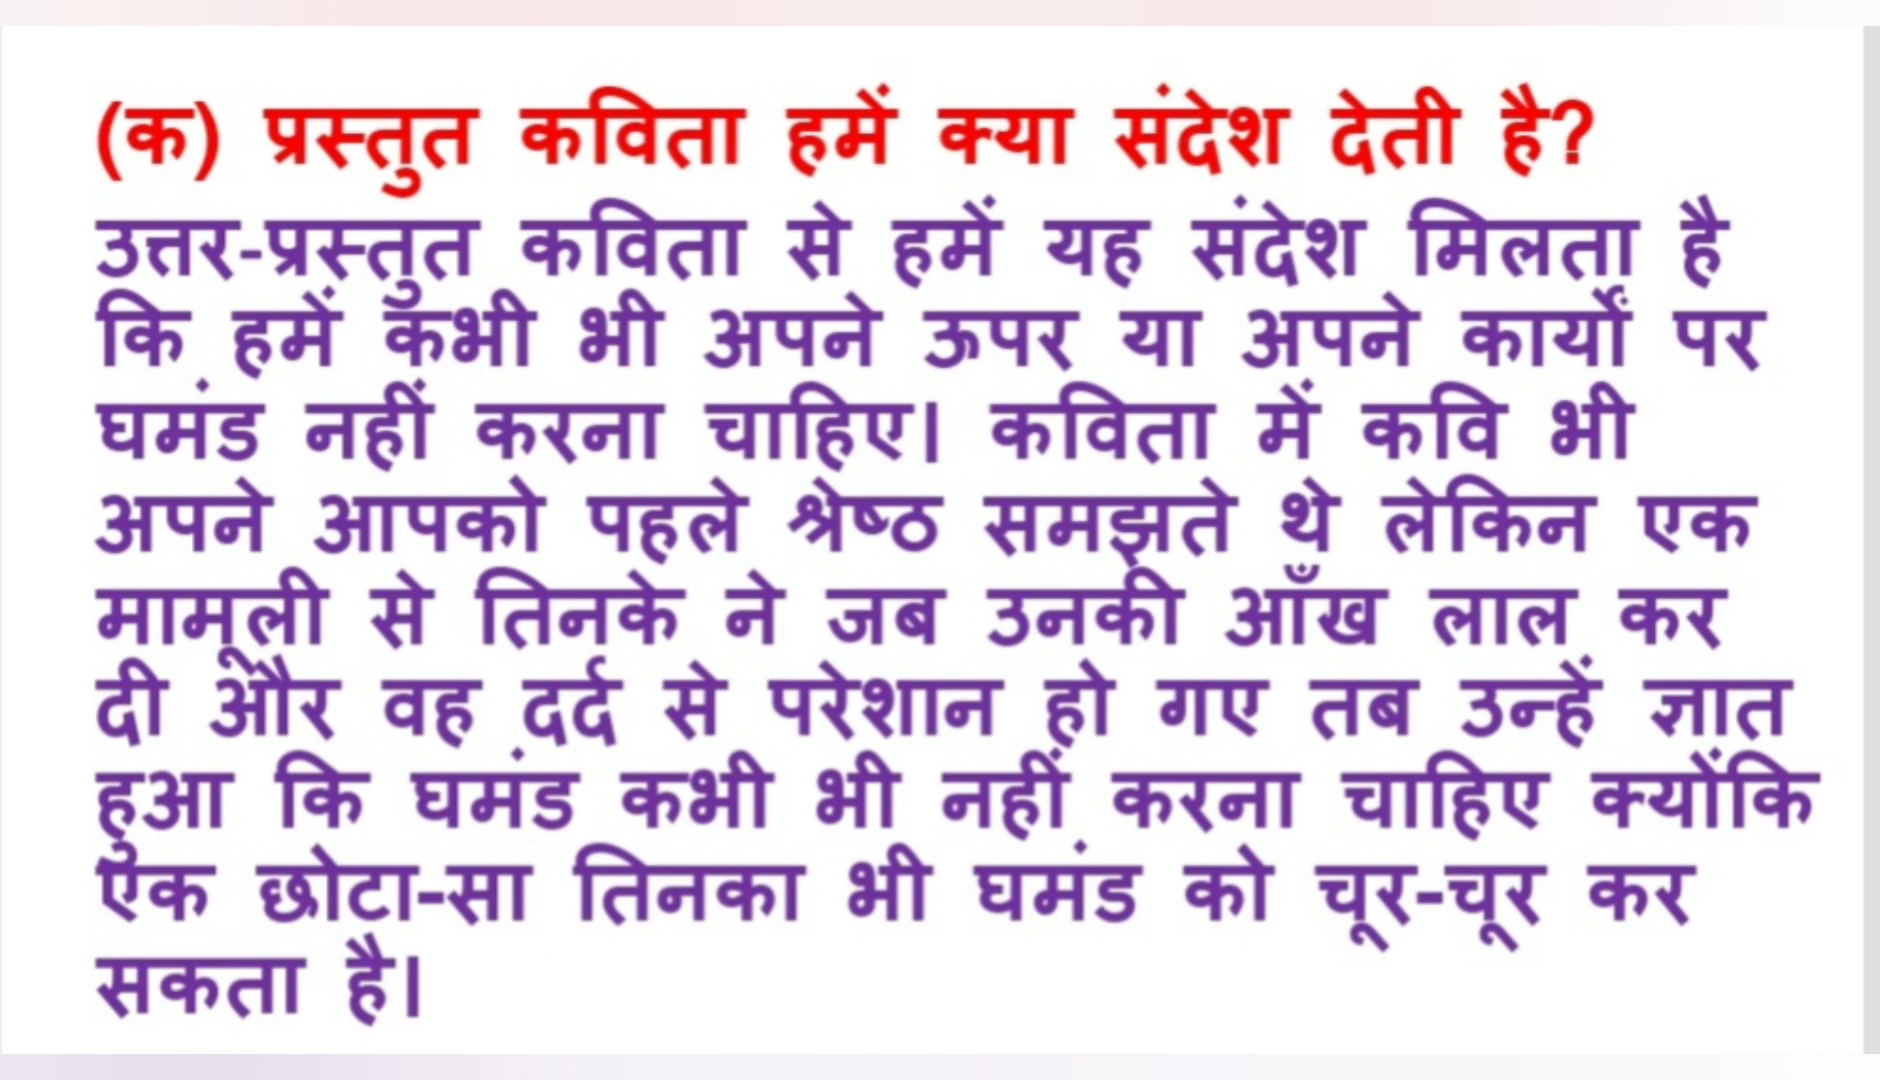 (क) प्रस्तुत कविता हमें क्या संदेश देती है?
उत्तर-प्रस्तुत कविता से हमें यह संदेश मिलता है
कि हमें कभी भी अपने ऊपर या अपने कार्यों पर
घमंड नहीं करना चाहिए। कविता में कवि भी
अपने आपको पहले श्रेष्ठ समझते थे लेकिन एक
मामूली से तिनके ने जब उनकी आँख लाल कर
दी और वह दर्द से परेशान हो गए तब उन्हें ज्ञात
हुआ कि घमंड कभी भी नहीं करना चाहिए क्योंकि
एक छोटा-सा तिनका भी घमंड को चूर-चूर कर
सकता है।